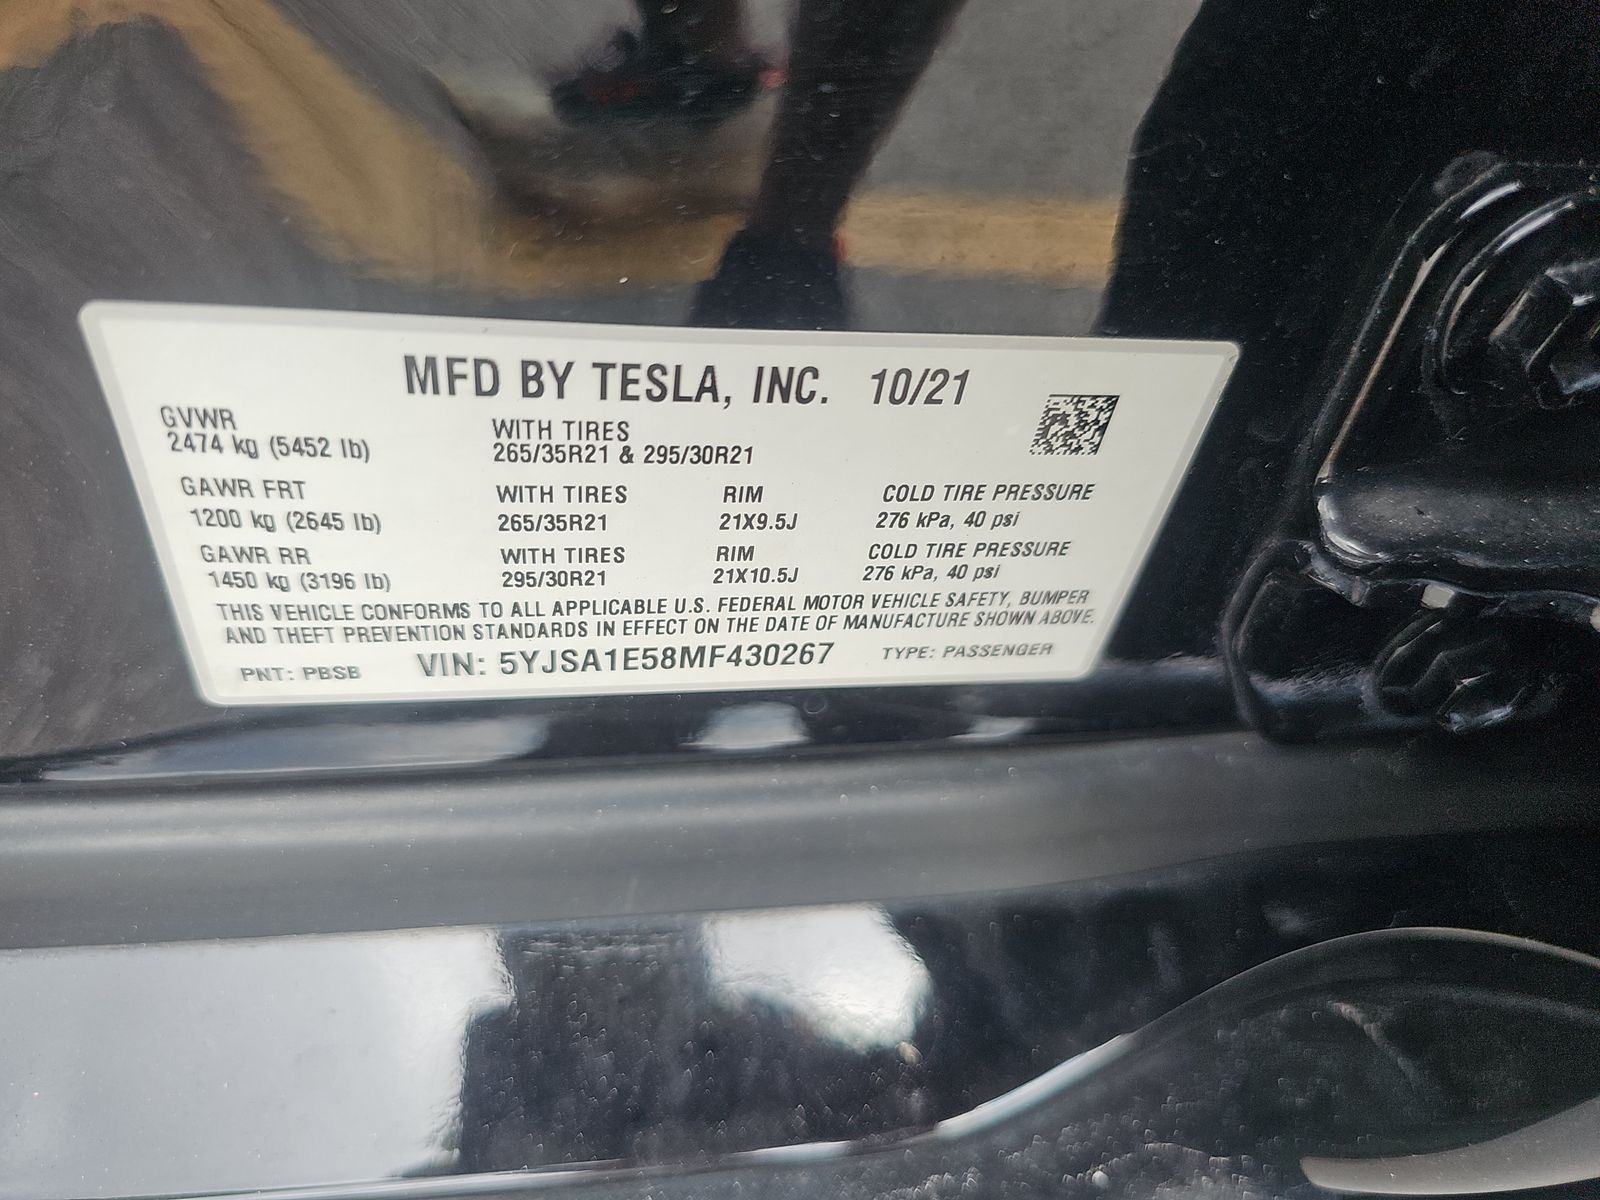 MFD BY TESLA, INC. 10/21
GVWR
2474 kg (5452 lb)
WITH TIRES
265/35R21 & 295/30R21
GAWR FRT
1200 kg (2645 lb)
WITH TIRES
265/35R21
RIM
21X9.5J
COLD TIRE PRESSURE
276 kPa, 40 psi
GAWR RR
1450 kg (3196 lb)
WITH TIRES
295/30R21
RIM
21X10.5J
COLD TIRE PRESSURE
276 kPa, 40 psi
THIS VEHICLE CONFORMS TO ALL APPLICABLE U.S. FEDERAL MOTOR VEHICLE SAFETY, BUMPER
AND THEFT PREVENTION STANDARDS IN EFFECT ON THE DATE OF MANUFACTURE SHOWN ABOVE.
PNT: PBSB VIN: 5YJSA1E58MF430267 TYPE: PASSENGER